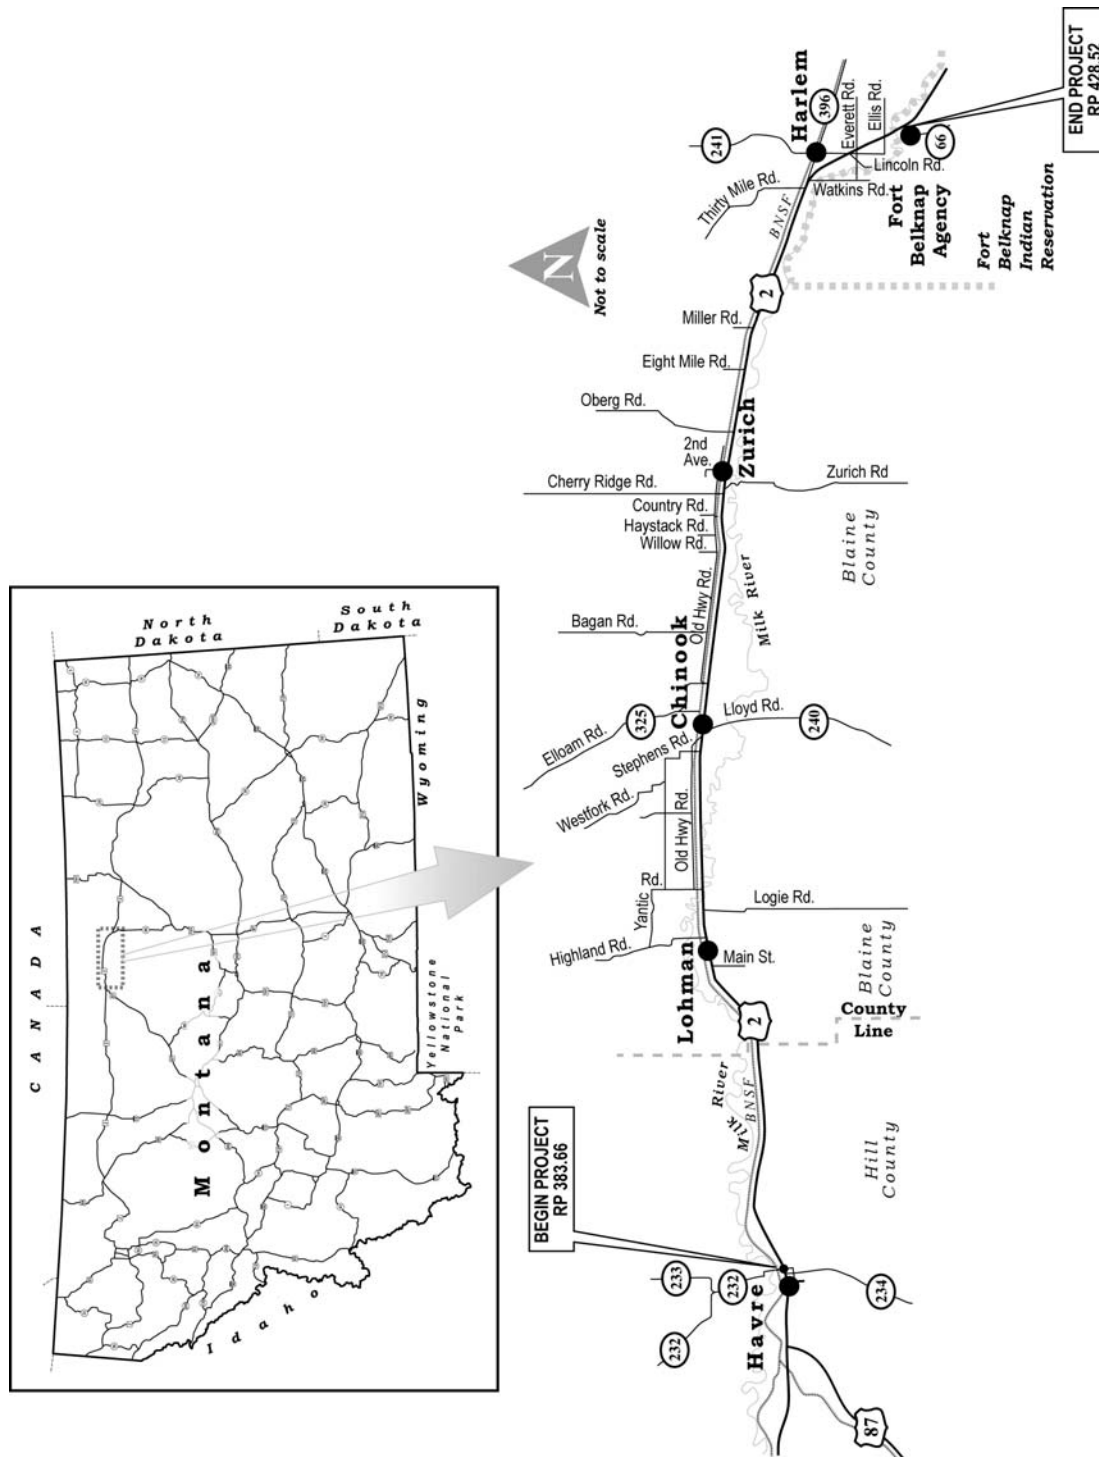 CANADA
North
Dakota
South
Dakota
Montana
Wyoming
Yellowstone
National
Park
Idaho
N
Not to scale
BEGIN PROJECT
RP 383.66
END PROJECT
RP 428.52
232
233
232
Havre
234
87
Milk River
BNSF
Hill
County
County
Line
Blaine
County
2
Lohman
Main St.
Highland Rd.
Yantic
Rd.
Logie Rd.
Old Hwy Rd.
Westfork Rd.
Stephens Rd.
Elloam Rd.
325
Chinook
Lloyd Rd.
240
Bagan Rd.
Old Hwy Rd.
Milk River
Willow Rd.
Haystack Rd.
Country Rd.
Cherry Ridge Rd.
2nd
Ave.
Zurich
Zurich Rd
Blaine
County
Oberg Rd.
Eight Mile Rd.
Miller Rd.
2
BNSF
Thirty Mile Rd.
241
Harlem
396
Watkins Rd.
Lincoln Rd.
Everett Rd.
Ellis Rd.
66
Fort
Belknap
Agency
Fort
Belknap
Indian
Reservation